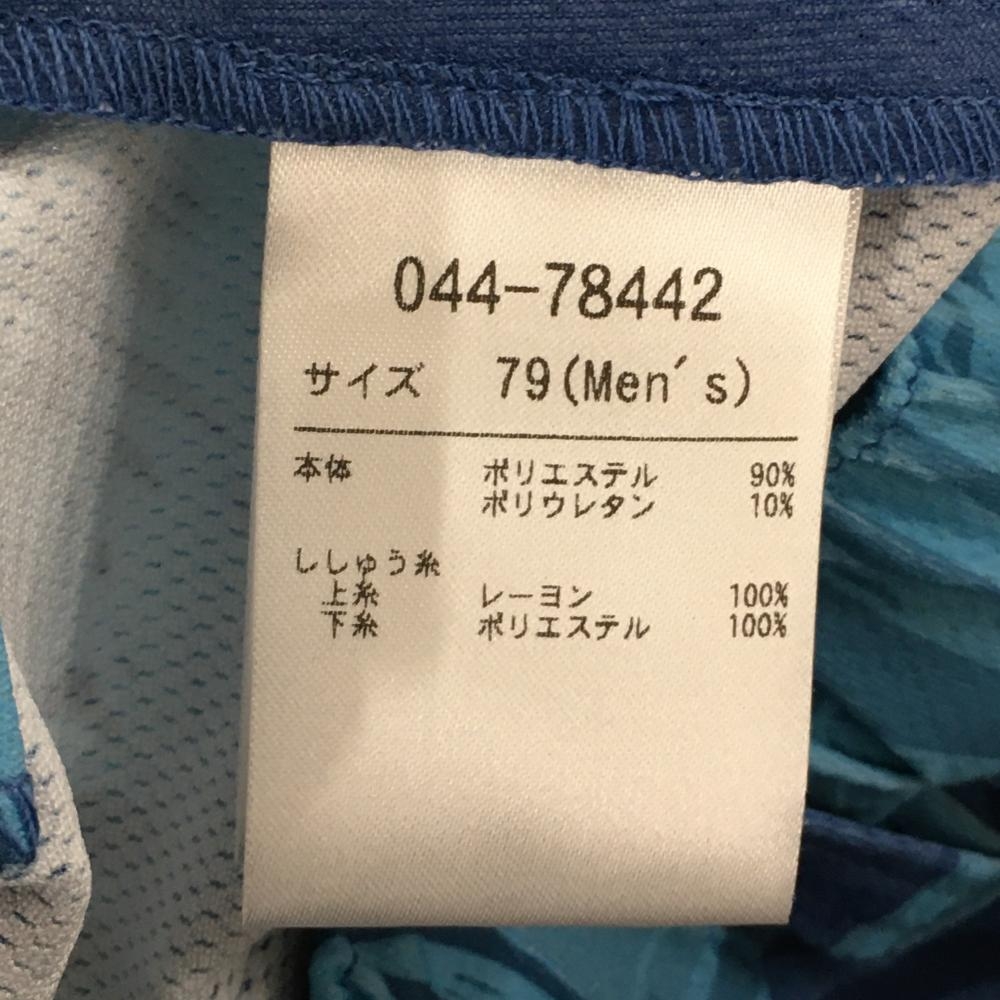 044-78442
サイズ 79(Men's)
本体 ポリエステル 90%
ポリウレタン 10%
ししゅう糸
上糸 レーヨン 100%
下糸 ポリエステル 100%